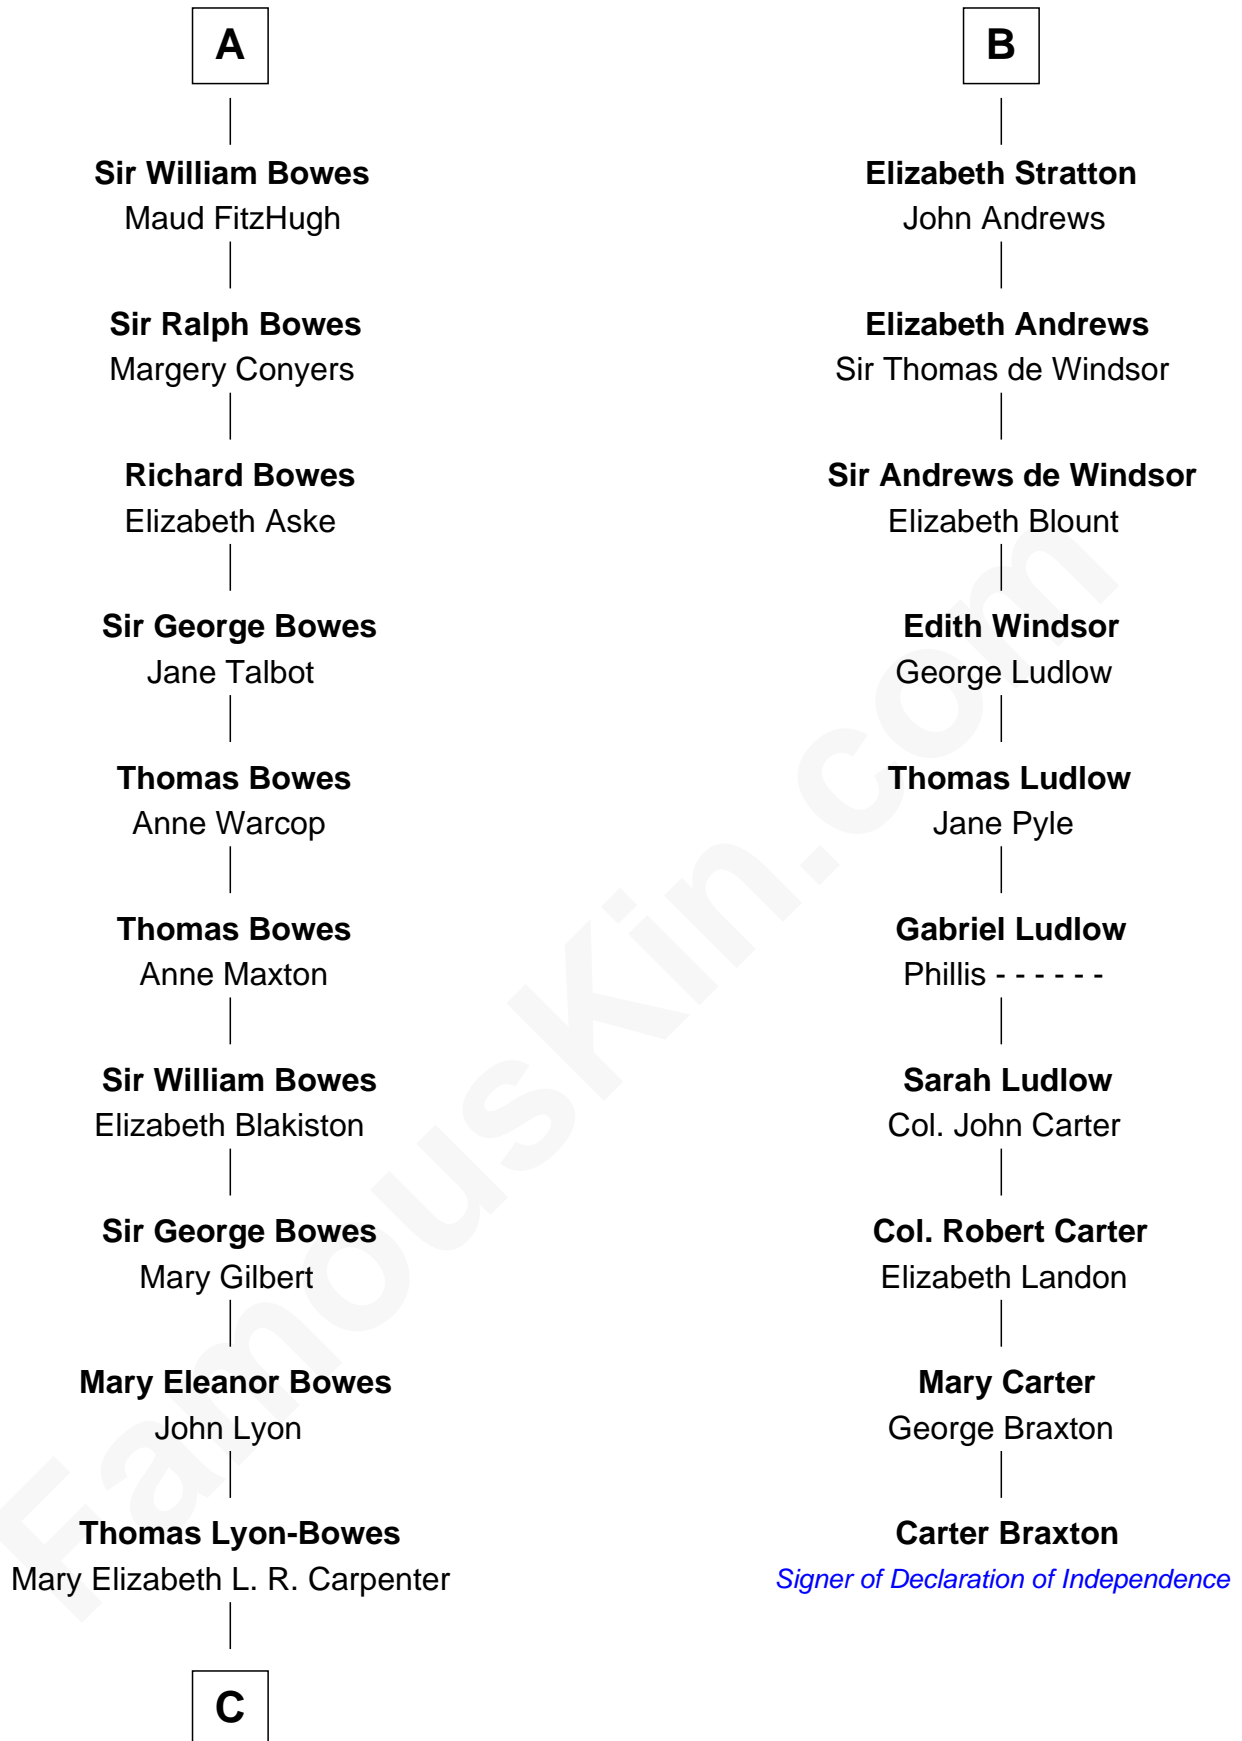 A
Sir William Bowes
Maud FitzHugh
Sir Ralph Bowes
Margery Conyers
Richard Bowes
Elizabeth Aske
Sir George Bowes
Jane Talbot
Thomas Bowes
Anne Warcop
Thomas Bowes
Anne Maxton
Sir William Bowes
Elizabeth Blakiston
Sir George Bowes
Mary Gilbert
Mary Eleanor Bowes
John Lyon
Thomas Lyon-Bowes
Mary Elizabeth L. R. Carpenter
C
B
Elizabeth Stratton
John Andrews
Elizabeth Andrews
Sir Thomas de Windsor
Sir Andrews de Windsor
Elizabeth Blount
Edith Windsor
George Ludlow
Thomas Ludlow
Jane Pyle
Gabriel Ludlow
Phillis - - - - - -
Sarah Ludlow
Col. John Carter
Col. Robert Carter
Elizabeth Landon
Mary Carter
George Braxton
Carter Braxton
Signer of Declaration of Independence
FamousKin.com